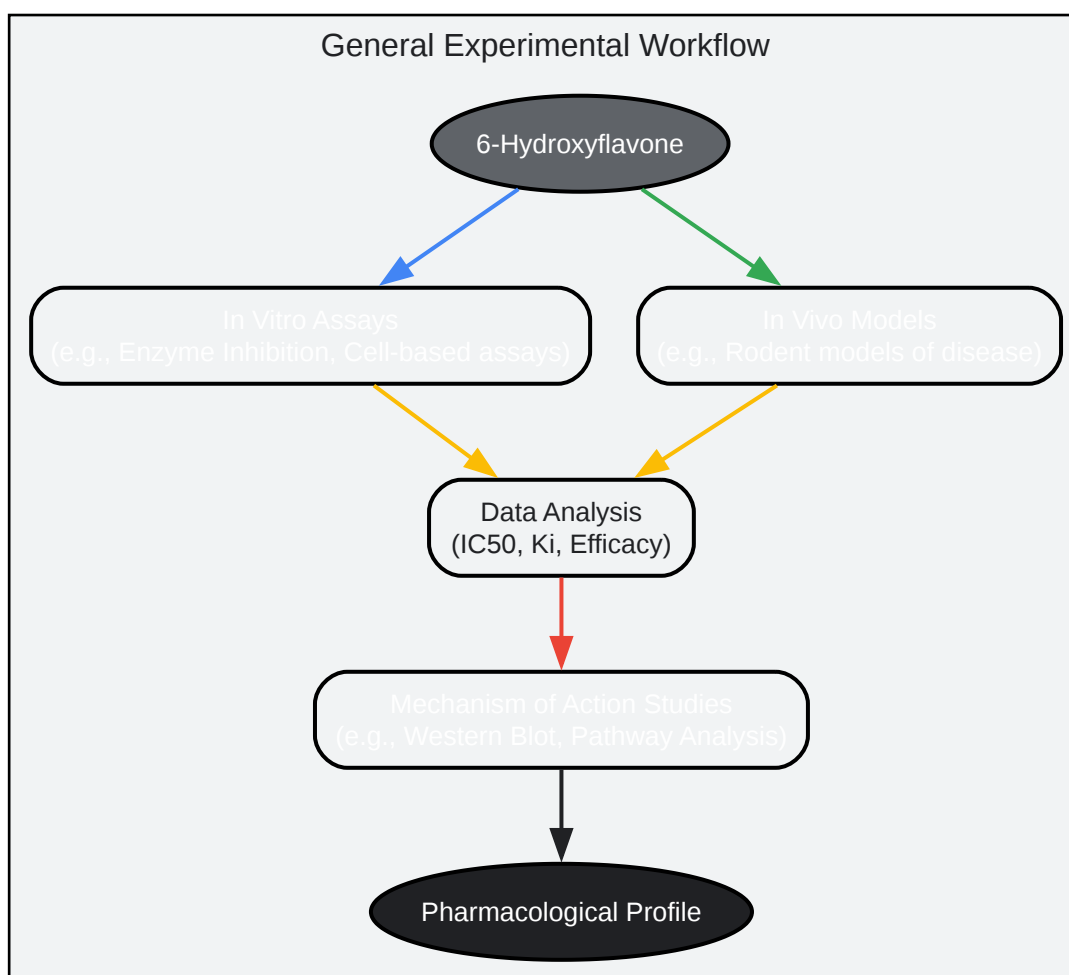 General Experimental Workflow
6-Hydroxyflavone
In Vitro Assays
(e.g., Enzyme Inhibition, Cell-based assays)
In Vivo Models
(e.g., Rodent models of disease)
Data Analysis
(IC50, Ki, Efficacy)
Mechanism of Action Studies
(e.g., Western Blot, Pathway Analysis)
Pharmacological Profile